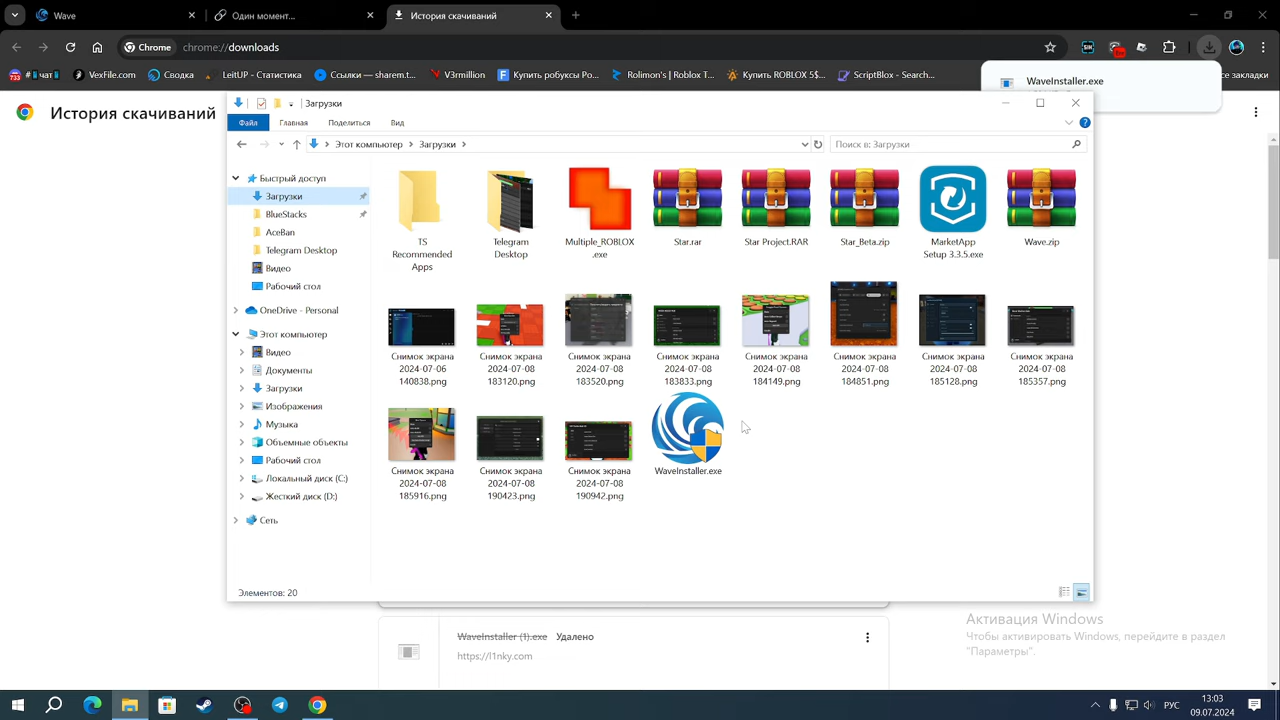 Wave
Один момент...
История скачиваний
Chrome
chrome://downloads
VexFile.com
Сводка
LeitUP - Статистика
Ссылки — sharem.t...
V3rmillion
Купить робуксы Ро...
Rolimon's | Roblox T...
Купить ROBLOX 5$...
ScriptBlox - Search...
се закладки
WaveInstaller.exe
История скачиваний
Загрузки
Файл
Главная
Поделиться
Вид
Этот компьютер
Загрузки
Поиск в: Загрузки
Быстрый доступ
Загрузки
BlueStacks
AceBan
Telegram Desktop
Видео
Рабочий стол
OneDrive - Personal
Этот компьютер
Видео
Документы
Загрузки
Изображения
Музыка
Объемные объекты
Рабочий стол
Локальный диск (C:)
Жесткий диск (D:)
Сеть
TS
Recommended
Apps
Telegram
Desktop
Multiple_ROBLOX
.exe
Star.rar
Star Project.RAR
Star_Beta.zip
MarketApp
Setup 3.3.5.exe
Wave.zip
Снимок экрана
2024-07-06
140838.png
Снимок экрана
2024-07-08
183120.png
Снимок экрана
2024-07-08
183520.png
Снимок экрана
2024-07-08
183833.png
Снимок экрана
2024-07-08
184149.png
Снимок экрана
2024-07-08
184851.png
Снимок экрана
2024-07-08
185128.png
Снимок экрана
2024-07-08
185357.png
Снимок экрана
2024-07-08
185916.png
Снимок экрана
2024-07-08
190423.png
Снимок экрана
2024-07-08
190942.png
WaveInstaller.exe
Элементов: 20
WaveInstaller (1).exe Удалено
https://l1nky.com
Активация Windows
Чтобы активировать Windows, перейдите в раздел
"Параметры".
РУС
13:03
09.07.2024